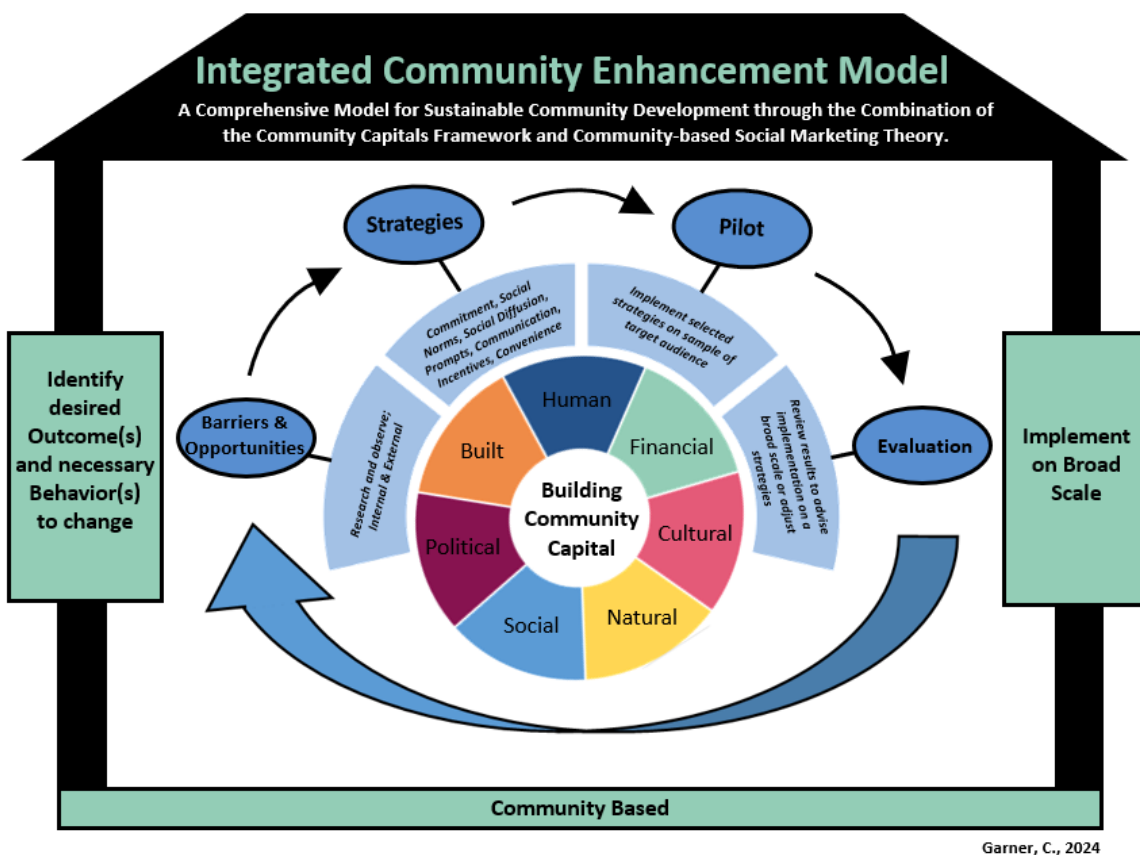 Integrated Community Enhancement Model
A Comprehensive Model for Sustainable Community Development through the Combination of
the Community Capitals Framework and Community-based Social Marketing Theory.
Identify
desired
Outcome(s)
and necessary
Behavior(s)
to change
Barriers &
Opportunities
Research and observe;
Internal & External
Strategies
Commitment, Social
Norms, Social Diffusion,
Prompts, Communication,
Incentives, Convenience
Pilot
Implement selected
strategies on sample of
target audience
Evaluation
Review results to advise
implementation on a
broad scale or adjust
strategies
Implement
on Broad
Scale
Human
Financial
Cultural
Natural
Social
Political
Built
Building
Community
Capital
Community Based
Garner, C., 2024